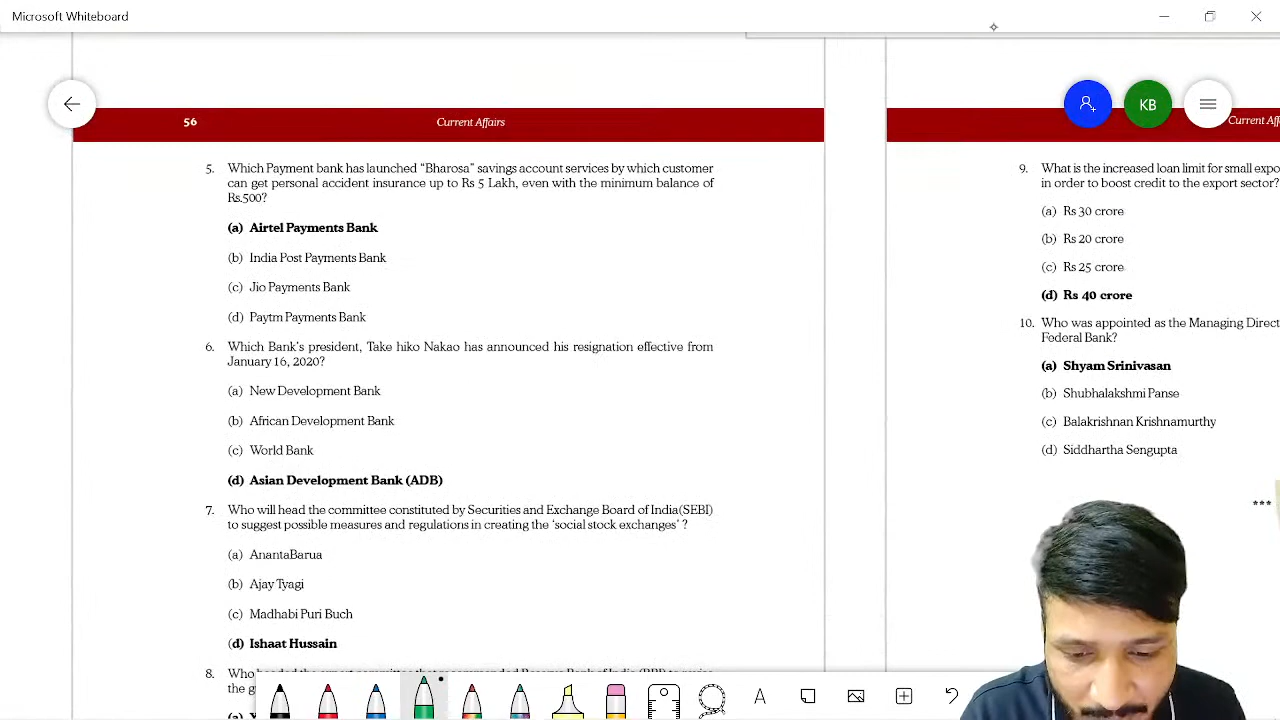 Microsoft Whiteboard
56
Current Affairs
5. Which Payment bank has launched “Bharosa” savings account services by which customer
can get personal accident insurance up to Rs 5 Lakh, even with the minimum balance of
Rs.500?
(a) Airtel Payments Bank
(b) India Post Payments Bank
(c) Jio Payments Bank
(d) Paytm Payments Bank
6. Which Bank’s president, Take hiko Nakao has announced his resignation effective from
January 16, 2020?
(a) New Development Bank
(b) African Development Bank
(c) World Bank
(d) Asian Development Bank (ADB)
7. Who will head the committee constituted by Securities and Exchange Board of India(SEBI)
to suggest possible measures and regulations in creating the ‘social stock exchanges’ ?
(a) AnantaBarua
(b) Ajay Tyagi
(c) Madhabi Puri Buch
(d) Ishaat Hussain
8. Who
the
(a)
KB
Current
9. What is the increased loan limit for small
in order to boost credit to the export sector?
(a) Rs 30 crore
(b) Rs 20 crore
(c) Rs 25 crore
(d) Rs 40 crore
10. Who was appointed as the Managing
Federal Bank?
(a) Shyam Srinivasan
(b) Shubhalakshmi Panse
(c) Balakrishnan Krishnamurthy
(d) Siddhartha Sengupta
***
A